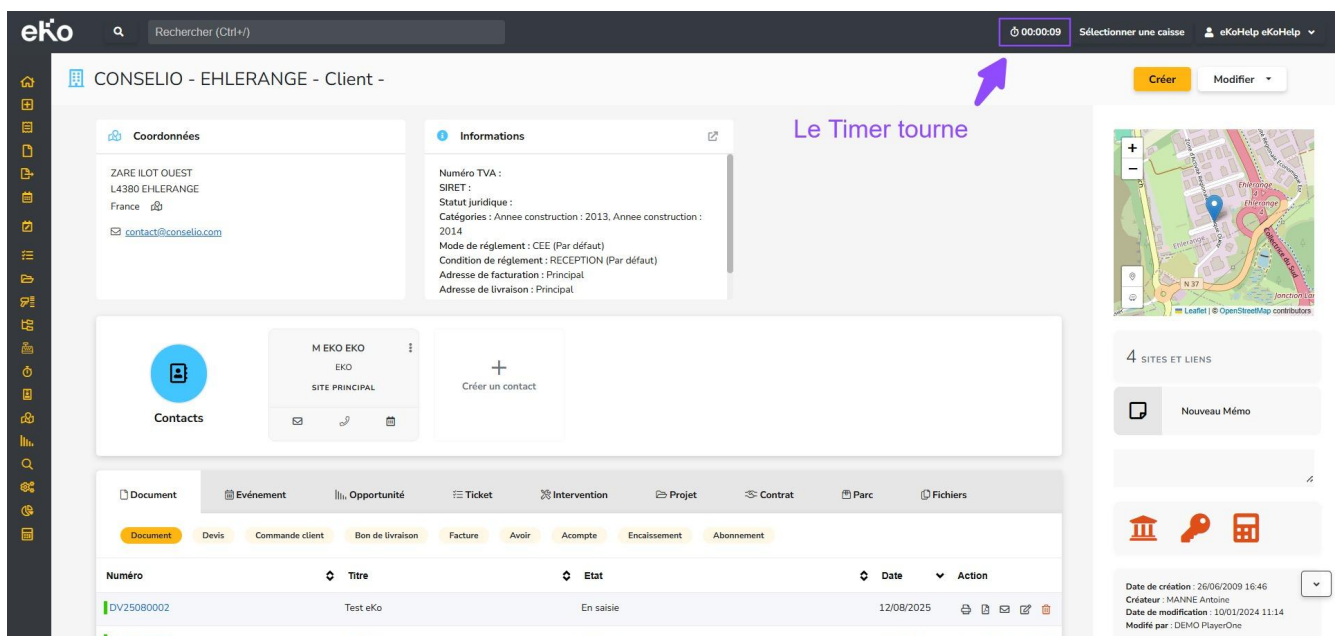 eKo
Rechercher (Ctrl+/)
00:00:09
Sélectionner une caisse
eKoHelp eKoHelp
CONSELIO - EHLERANGE - Client -
Créer
Modifier
Le Timer tourne
Coordonnées
ZARE ILOT OUEST
L4380 EHLERANGE
France
contact@conselio.com
Informations
Numéro TVA :
SIRET :
Statut juridique :
Catégories : Annee construction : 2013, Annee construction :
2014
Mode de réglement : CEE (Par défaut)
Condition de réglement : RECEPTION (Par défaut)
Adresse de facturation : Principal
Adresse de livraison : Principal
+
−
Ehlerange
Ehlerange
Ehlerange
Collectrice du Sud
N 37
Leaflet | © OpenStreetMap contributors
Contacts
M EKO EKO
EKO
SITE PRINCIPAL
Créer un contact
4 SITES ET LIENS
Nouveau Mémo
Document
Evénement
Opportunité
Ticket
Intervention
Projet
Contrat
Parc
Fichiers
Document
Devis
Commande client
Bon de livraison
Facture
Avoir
Acompte
Encaissement
Abonnement
Numéro
Titre
Etat
Date
Action
DV25080002
Test eKo
En saisie
12/08/2025
Date de création : 26/06/2009 16:46
Créateur : MANNE Antoine
Date de modification : 10/01/2024 11:14
Modifé par : DEMO PlayerOne